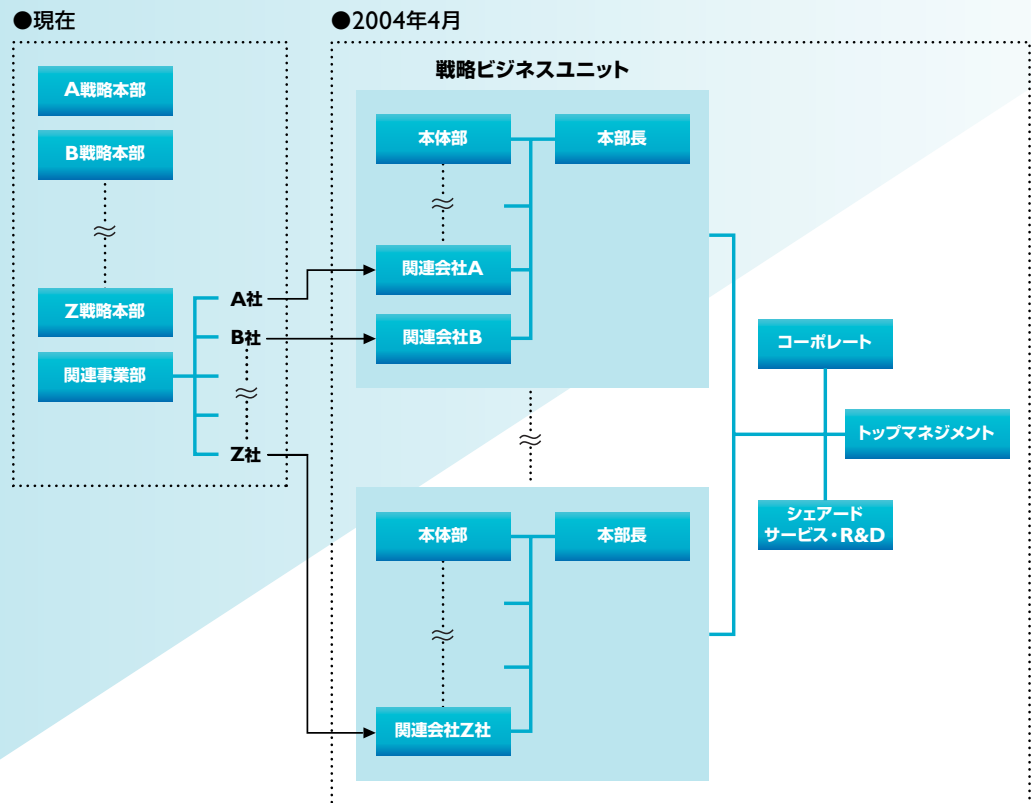 ●現在
A戦略本部
B戦略本部
Z戦略本部
関連事業部
A社
B社
Z社
●2004年4月
戦略ビジネスユニット
本体部
本部長
関連会社A
関連会社B
本体部
本部長
関連会社Z社
コーポレート
トップマネジメント
シェアード
サービス・R&D